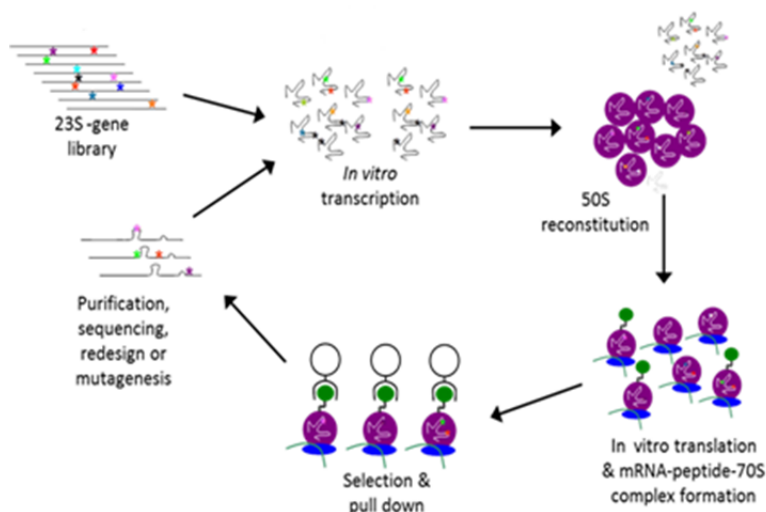 23S -gene
library
In vitro
transcription
50S
reconstitution
In vitro translation
& mRNA-peptide-70S
complex formation
Selection &
pull down
Purification,
sequencing,
redesign or
mutagenesis